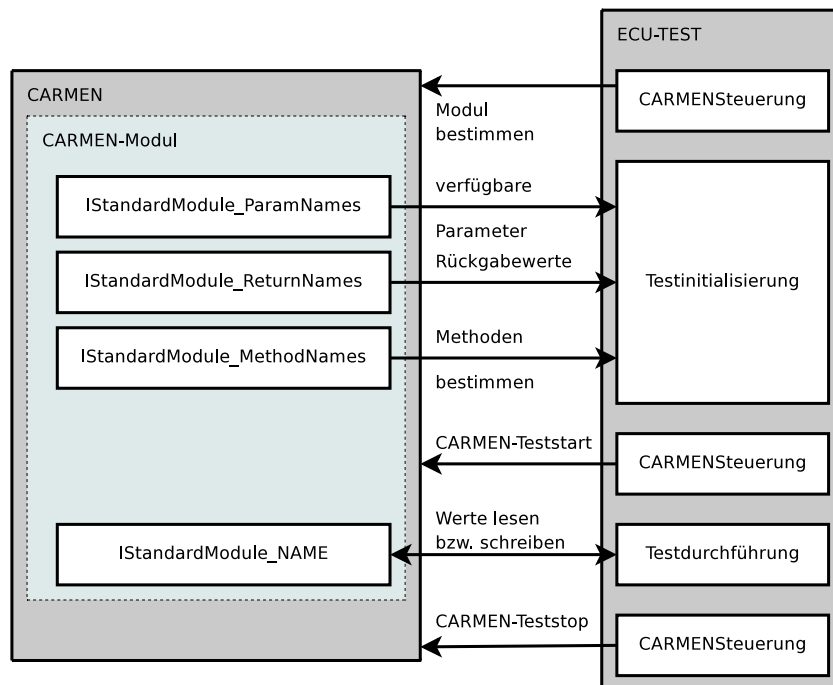 ECU-TEST
CARMENSteuerung
CARMEN
Modul
bestimmen
CARMEN-Modul
IStandardModule_ParamNames
verfügbare
Parameter
IStandardModule_ReturnNames
Rückgabewerte
Testinitialisierung
IStandardModule_MethodNames
Methoden
bestimmen
CARMEN-Teststart
CARMENSteuerung
IStandardModule_NAME
Werte lesen
bzw. schreiben
Testdurchführung
CARMEN-Teststop
CARMENSteuerung